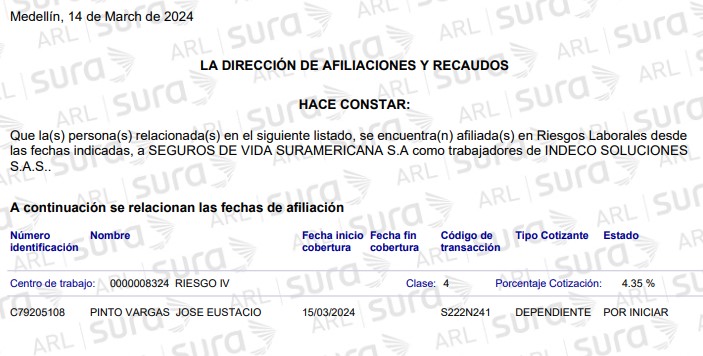 Medellín, 14 de March de 2024
LA DIRECCIÓN DE AFILIACIONES Y RECAUDOS
HACE CONSTAR:
Que la(s) persona(s) relacionada(s) en el siguiente listado, se encuentra(n) afiliada(s) en Riesgos Laborales desde
las fechas indicadas, a SEGUROS DE VIDA SURAMERICANA S.A como trabajadores de INDECO SOLUCIONES
S.A.S..
A continuación se relacionan las fechas de afiliación
Número identificación Nombre Fecha inicio cobertura Fecha fin cobertura Código de transacción Tipo Cotizante Estado
Centro de trabajo: 0000008324 RIESGO IV Clase: 4 Porcentaje Cotización: 4.35 %
C79205108 PINTO VARGAS JOSE EUSTACIO 15/03/2024 S222N241 DEPENDIENTE POR INICIAR
ARL sura